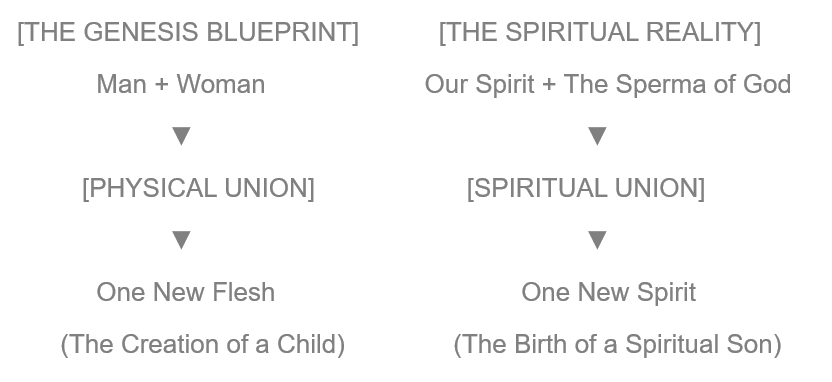 [THE GENESIS BLUEPRINT] [THE SPIRITUAL REALITY]
Man + Woman Our Spirit + The Sperma of God
▼ ▼
[PHYSICAL UNION] [SPIRITUAL UNION]
▼ ▼
One New Flesh One New Spirit
(The Creation of a Child) (The Birth of a Spiritual Son)